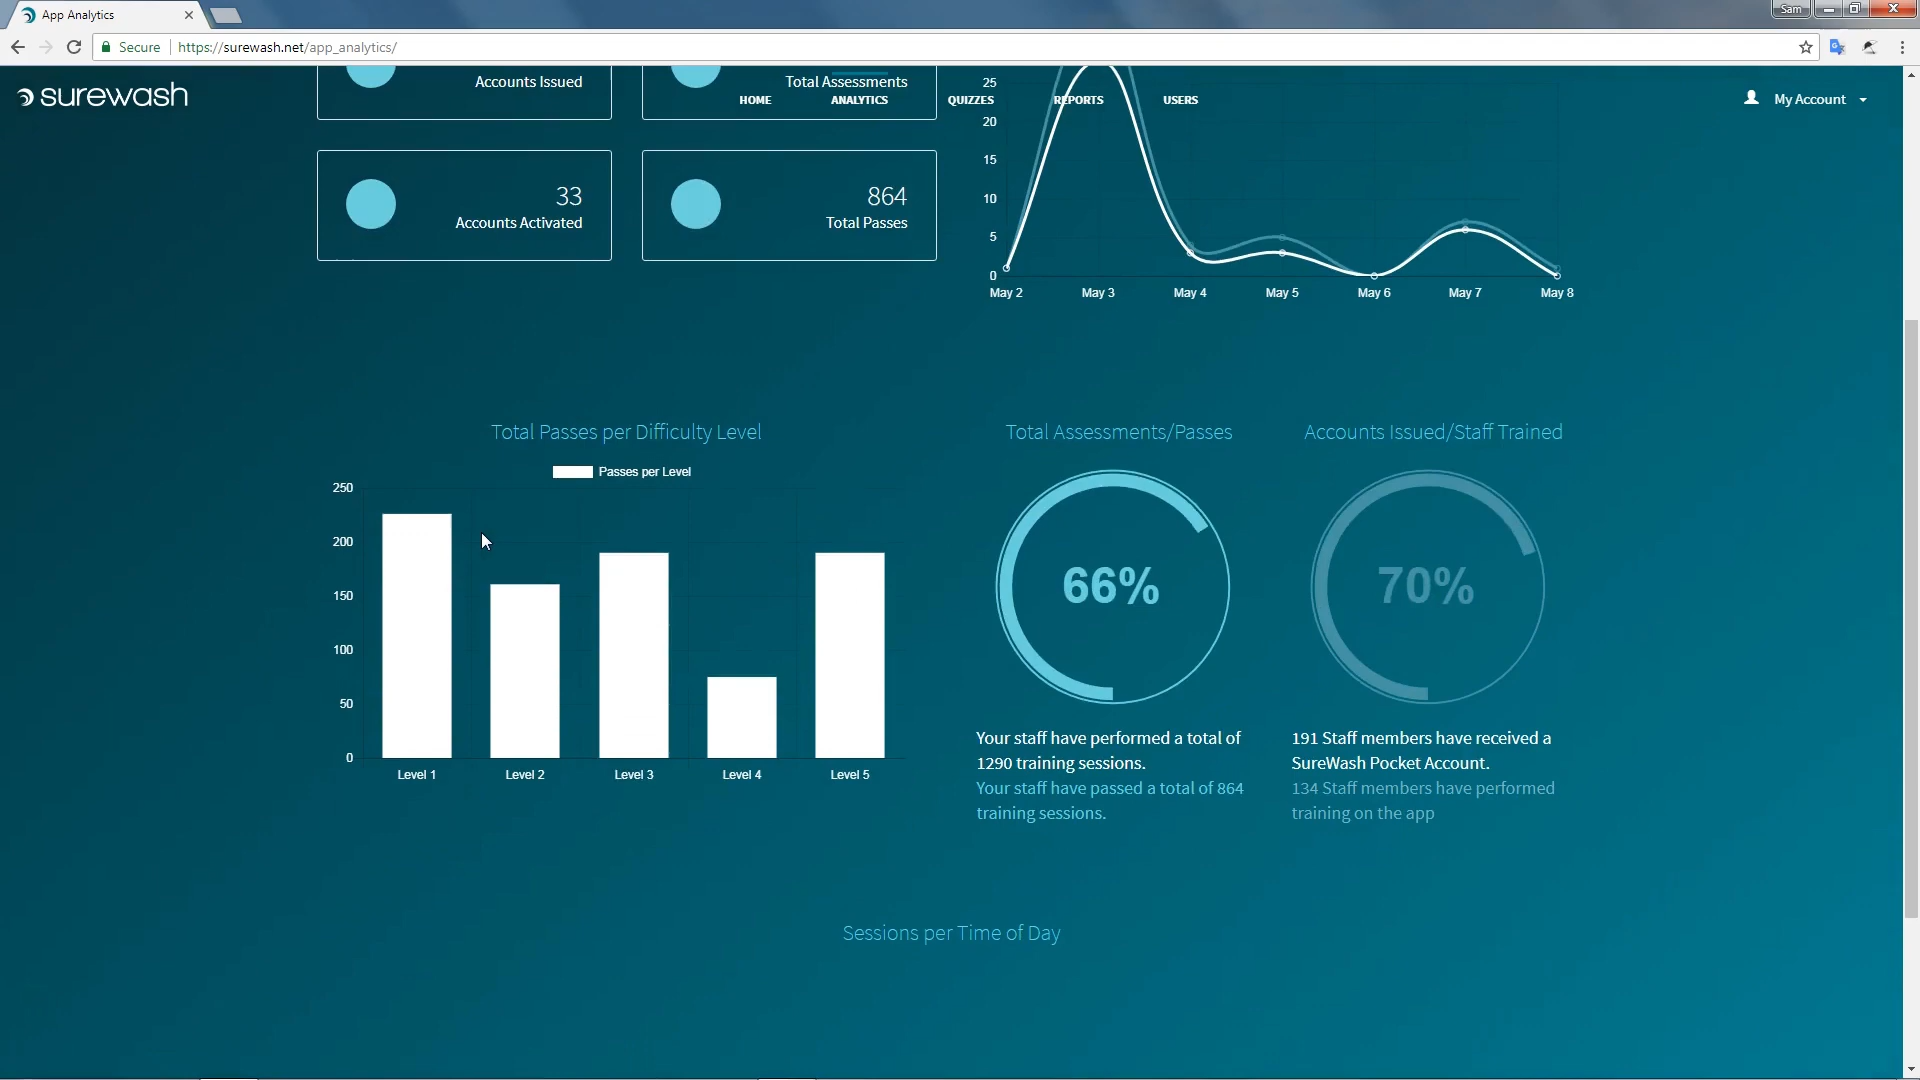 App Analytics
Sam
Secure
https://surewash.net/app_analytics/
surewash
HOME
ANALYTICS
QUIZZES
REPORTS
USERS
My Account
Accounts Issued
Total Assessments
33
Accounts Activated
864
Total Passes
25
20
15
10
5
0
May 2
May 3
May 4
May 5
May 6
May 7
May 8
Total Passes per Difficulty Level
Passes per Level
250
200
150
100
50
0
Level 1
Level 2
Level 3
Level 4
Level 5
Total Assessments/Passes
66%
Your staff have performed a total of
1290 training sessions.
Your staff have passed a total of 864
training sessions.
Accounts Issued/Staff Trained
70%
191 Staff members have received a
SureWash Pocket Account.
134 Staff members have performed
training on the app
Sessions per Time of Day